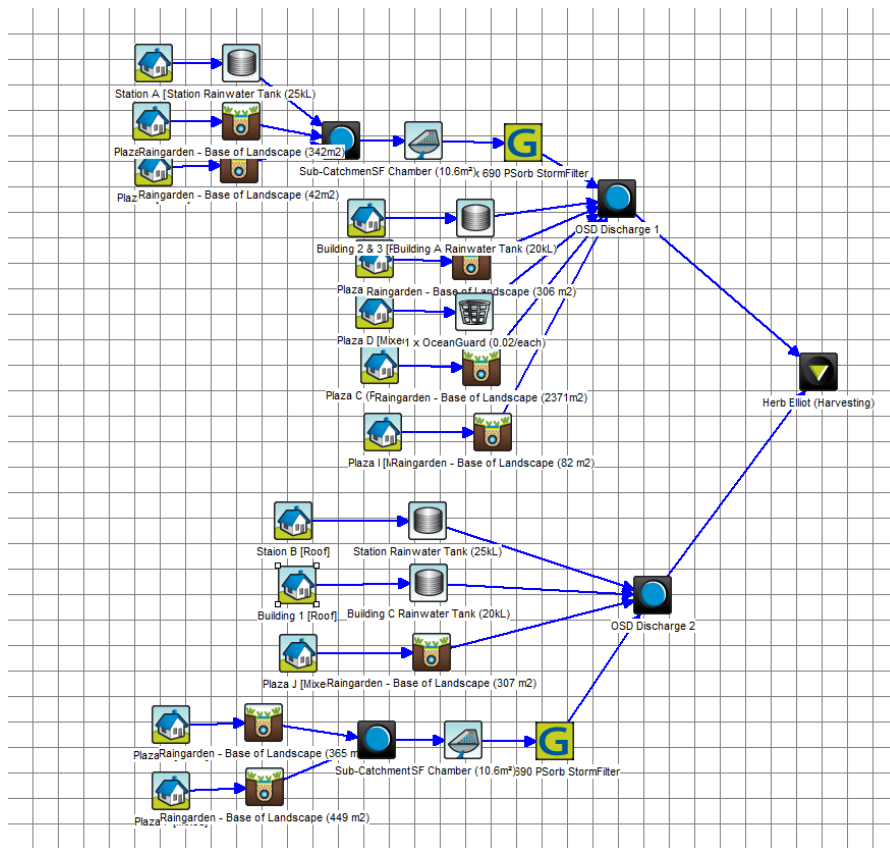 Station A [Station Rainwater Tank (25kL)
Raingarden - Base of Landscape (342m2)
Sub-Catchmen SF Chamber (10.6m²) 690 PSorb StormFilter
Raingarden - Base of Landscape (42m2)
OSD Discharge 1
Building 2 & 3 [ Building A Rainwater Tank (20kL)
Plaza Raingarden - Base of Landscape (306 m2)
Plaza D [Mixe 1 x OceanGuard (0.02/each)
Herb Elliot (Harvesting)
Plaza C (F Raingarden - Base of Landscape (2371m2)
Plaza I [ Raingarden - Base of Landscape (82 m2)
Staion B [Roof] Station Rainwater Tank (25kL)
Building 1 [Roof] Building C Rainwater Tank (20kL)
OSD Discharge 2
Plaza J [Mixe Raingarden - Base of Landscape (307 m2)
Plaza Raingarden - Base of Landscape (365 m
Sub-Catchment SF Chamber (10.6m²) 690 PSorb StormFilter
Raingarden - Base of Landscape (449 m2)